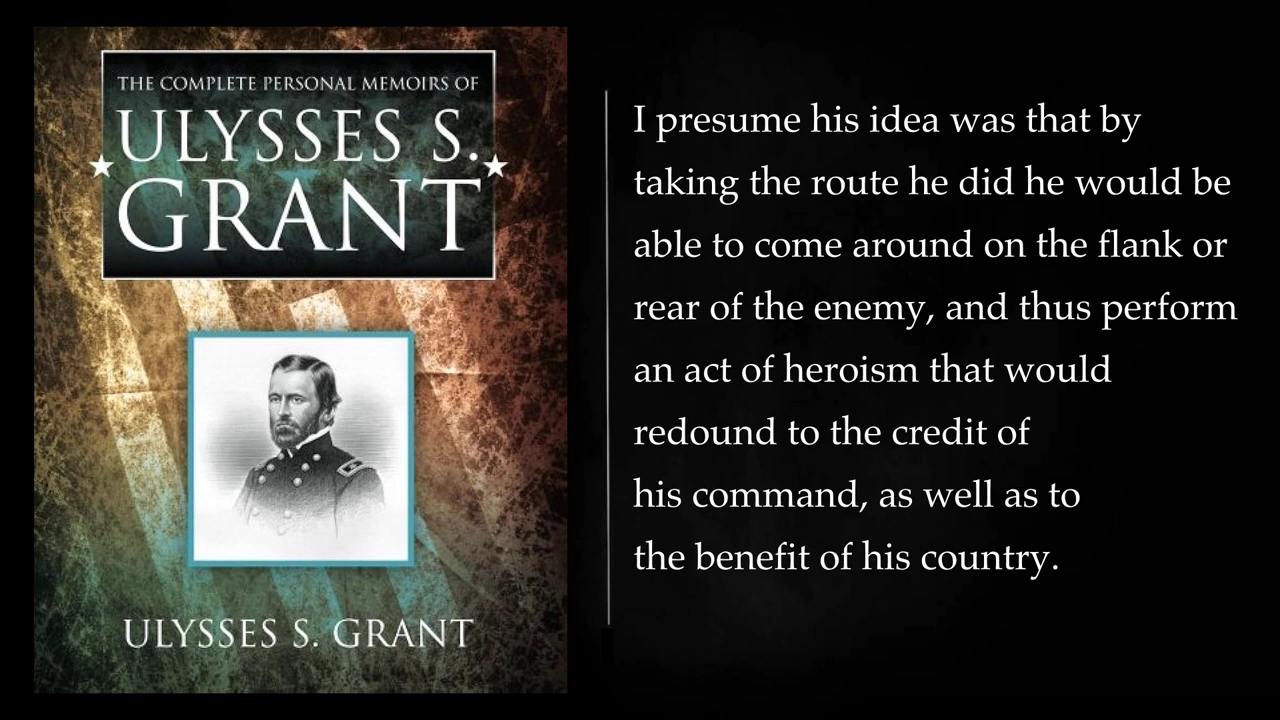 THE COMPLETE PERSONAL MEMOIRS OF
ULYSSES S.
GRANT
ULYSSES S. GRANT
I presume his idea was that by
taking the route he did he would be
able to come around on the flank or
rear of the enemy, and thus perform
an act of heroism that would
redound to the credit of
his command, as well as to
the benefit of his country.